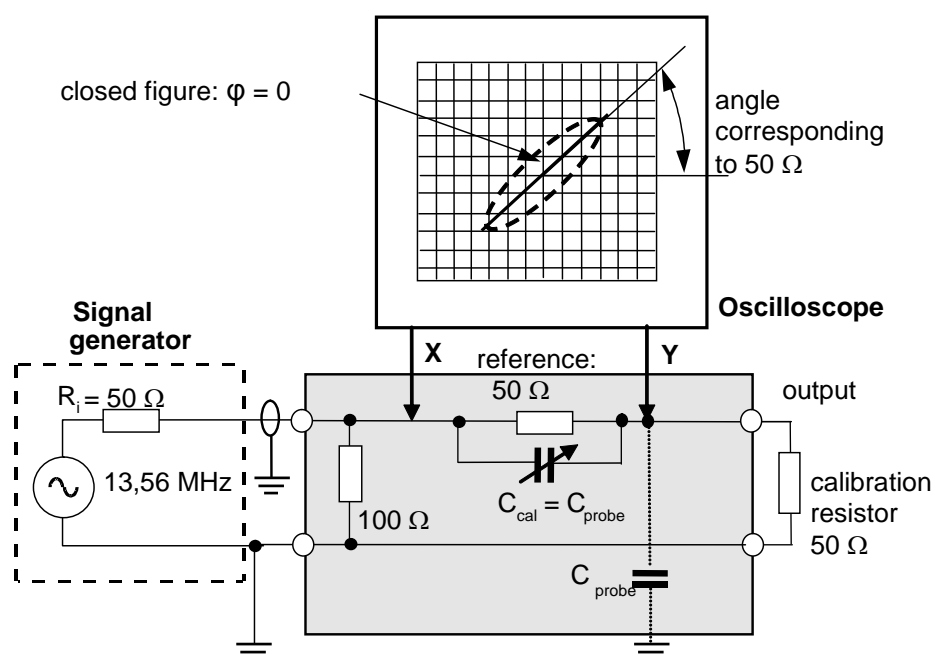 closed figure: φ = 0
angle
corresponding
to 50 Ω
Signal
generator
Oscilloscope
X
reference:
50 Ω
Y
output
Ri = 50 Ω
13,56 MHz
100 Ω
Ccal = Cprobe
calibration
resistor
50 Ω
Cprobe